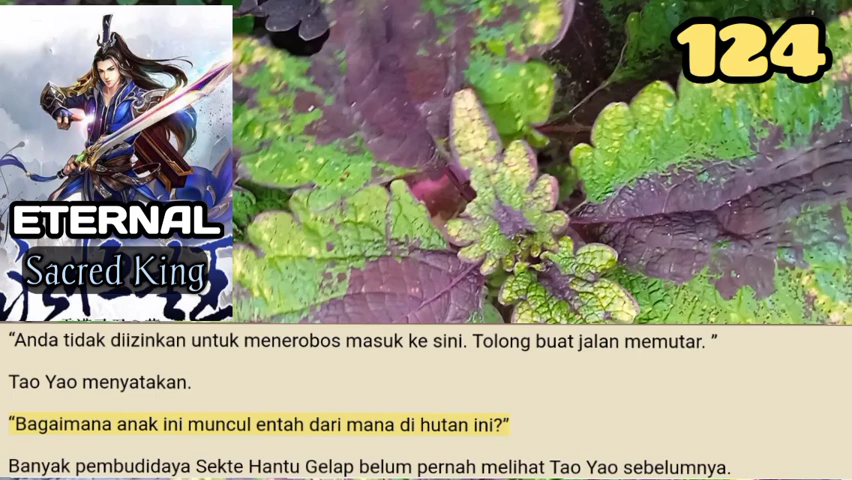 124
ETERNAL
Sacred King
“Anda tidak diizinkan untuk menerobos masuk ke sini. Tolong buat jalan memutar. ”
Tao Yao menyatakan.
“Bagaimana anak ini muncul entah dari mana di hutan ini?”
Banyak pembudidaya Sekte Hantu Gelap belum pernah melihat Tao Yao sebelumnya.